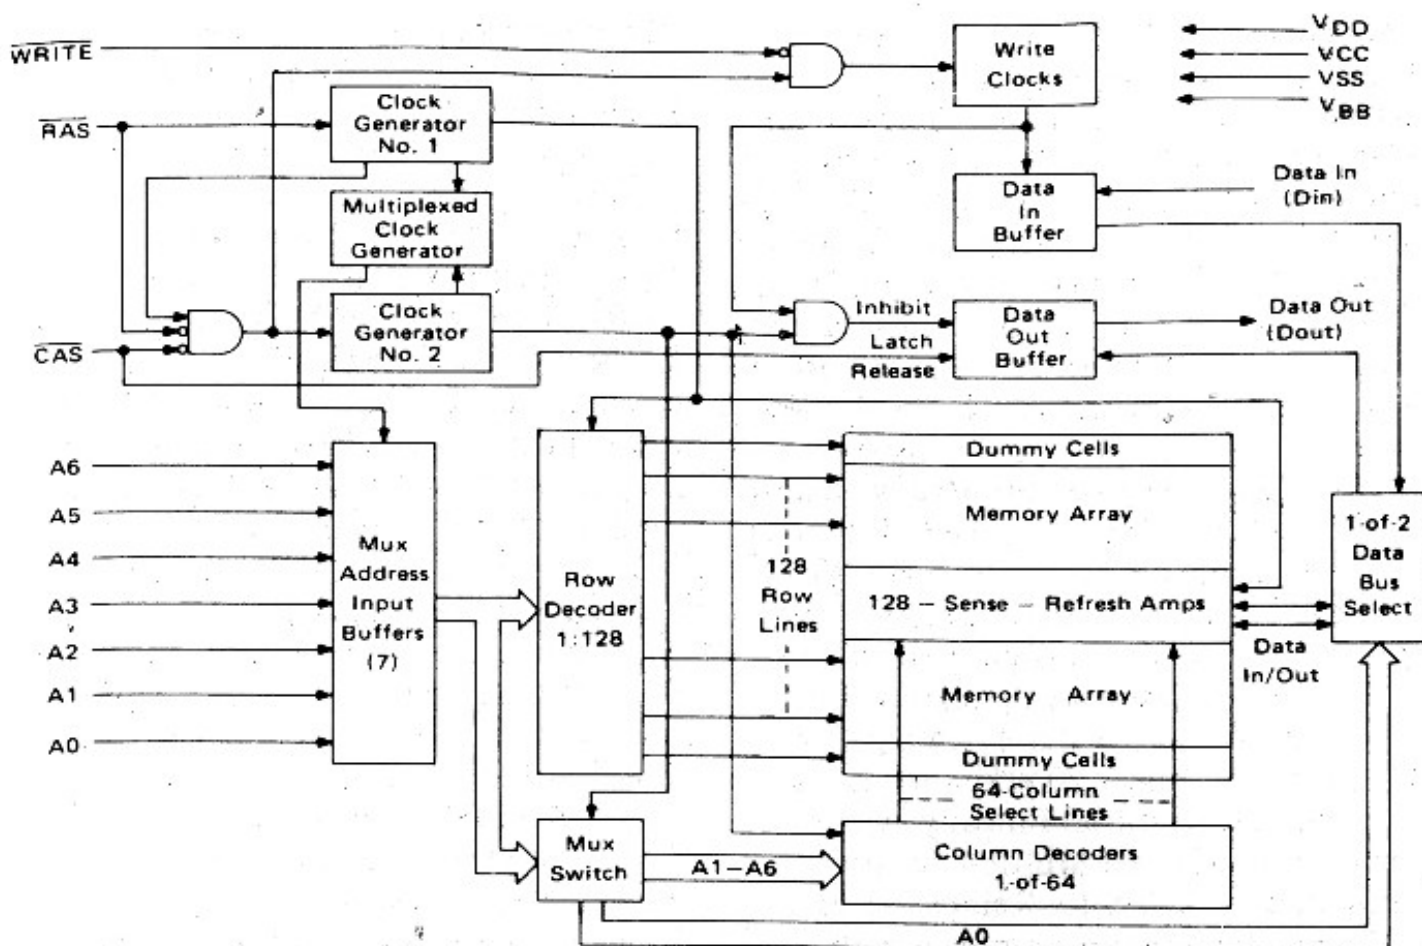 WRITE
RAS
CAS
A6
A5
A4
A3
A2
A1
A0
Clock
Generator
No. 1
Multiplexed
Clock
Generator
Clock
Generator
No. 2
Mux
Address
Input
Buffers
(7)
Row
Decoder
1:128
Mux
Switch
A1–A6
128
Row
Lines
Write
Clocks
VDD
VCC
VSS
VBB
Data
In
Buffer
Data In
(Din)
Inhibit
Latch
Release
Data
Out
Buffer
Data Out
(Dout)
Dummy Cells
Memory Array
128 – Sense – Refresh Amps
Memory Array
Dummy Cells
64-Column
Select Lines
Column Decoders
1-of-64
Data
In/Out
1-of-2
Data
Bus
Select
A0